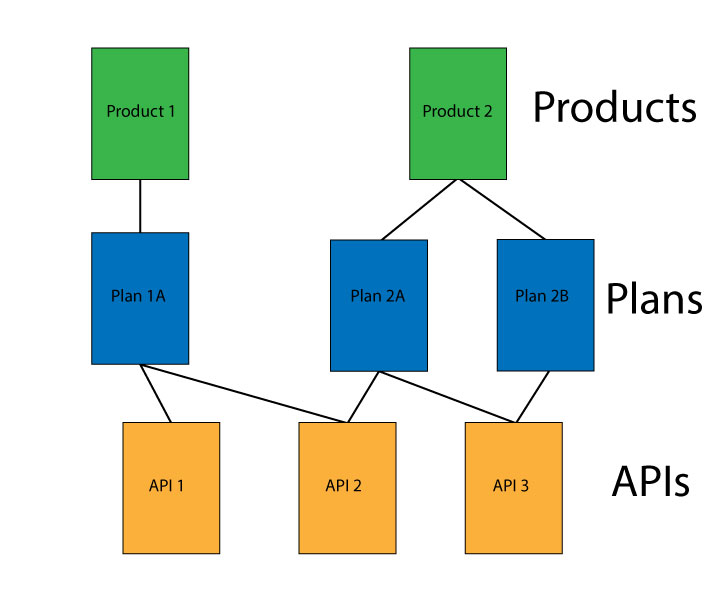 Product 1
Product 2
Products
Plan 1A
Plan 2A
Plan 2B
Plans
API 1
API 2
API 3
APIs